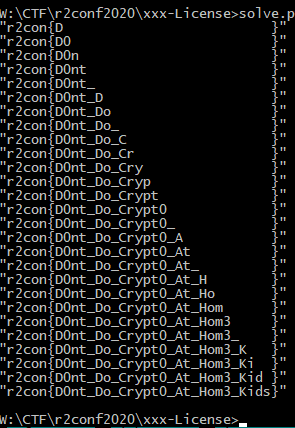 W:\CTF\r2conf2020\xxx-License>solve.p
"r2con{D                          }"
"r2con{D0                         }"
"r2con{D0n                        }"
"r2con{D0nt                       }"
"r2con{D0nt_                      }"
"r2con{D0nt_D                     }"
"r2con{D0nt_Do                    }"
"r2con{D0nt_Do_                   }"
"r2con{D0nt_Do_C                  }"
"r2con{D0nt_Do_Cr                 }"
"r2con{D0nt_Do_Cry                }"
"r2con{D0nt_Do_Cryp               }"
"r2con{D0nt_Do_Crypt              }"
"r2con{D0nt_Do_Crypt0             }"
"r2con{D0nt_Do_Crypt0_            }"
"r2con{D0nt_Do_Crypt0_A           }"
"r2con{D0nt_Do_Crypt0_At          }"
"r2con{D0nt_Do_Crypt0_At_         }"
"r2con{D0nt_Do_Crypt0_At_H        }"
"r2con{D0nt_Do_Crypt0_At_Ho       }"
"r2con{D0nt_Do_Crypt0_At_Hom      }"
"r2con{D0nt_Do_Crypt0_At_Hom3     }"
"r2con{D0nt_Do_Crypt0_At_Hom3_    }"
"r2con{D0nt_Do_Crypt0_At_Hom3_K   }"
"r2con{D0nt_Do_Crypt0_At_Hom3_Ki  }"
"r2con{D0nt_Do_Crypt0_At_Hom3_Kid }"
"r2con{D0nt_Do_Crypt0_At_Hom3_Kids}"
W:\CTF\r2conf2020\xxx-License>